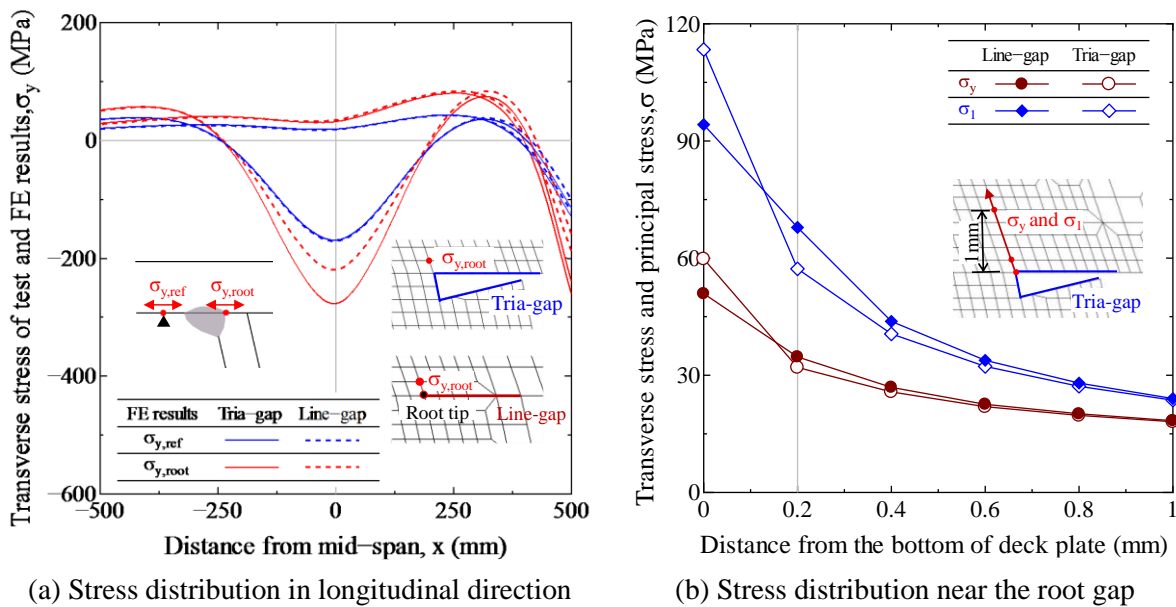 Transverse stress of test and FE results,σy (MPa)
200
0
−200
−400
−600
−500
−250
0
250
500
Distance from mid−span, x (mm)
σy,ref
σy,root
σy,root
Tria-gap
σy,root
Root tip
Line-gap
FE results Tria−gap Line−gap
σy,ref
σy,root
(a) Stress distribution in longitudinal direction
Transverse stress and principal stress,σ (MPa)
120
90
60
30
0
0
0.2
0.4
0.6
0.8
1
Distance from the bottom of deck plate (mm)
Line−gap Tria−gap
σy
σ1
1mm
σy and σ1
Tria-gap
(b) Stress distribution near the root gap